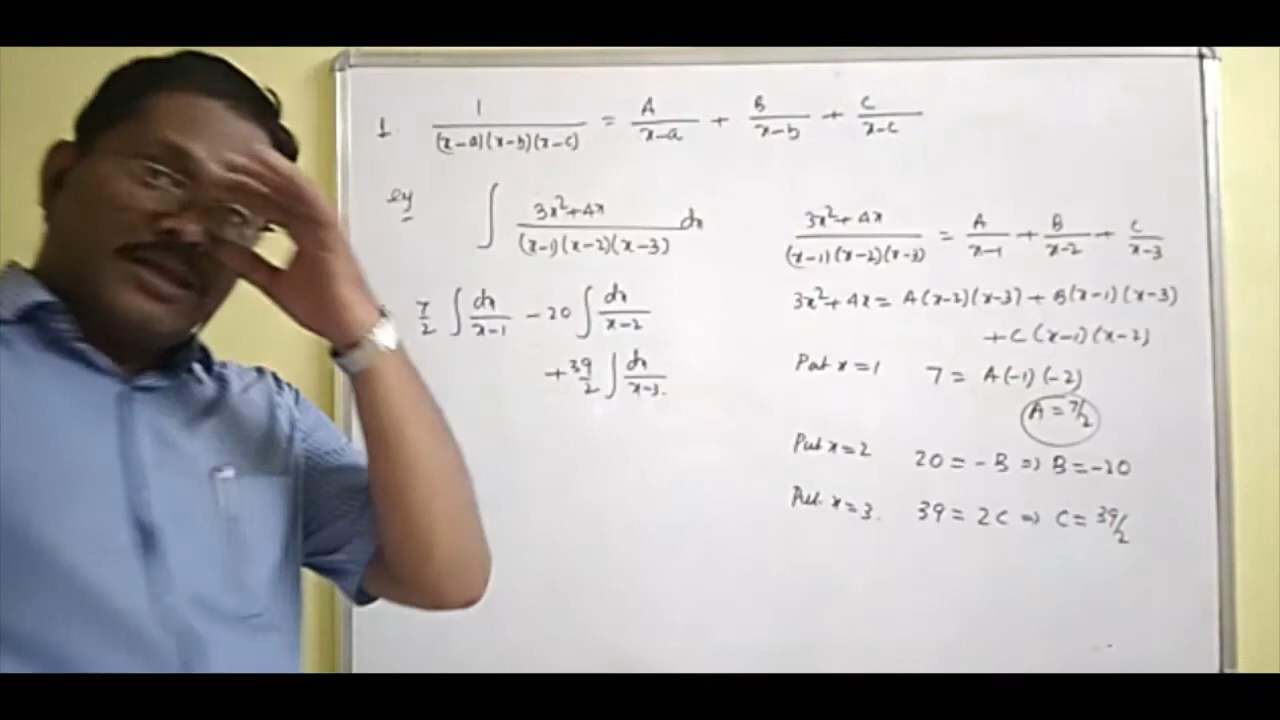 1. 1/((x-a)(x-b)(x-c)) = A/(x-a) + B/(x-b) + C/(x-c)
eg ∫ (3x²+4x)/((x-1)(x-2)(x-3)) dx
7/2 ∫ dx/(x-1) - 20 ∫ dx/(x-2)
+ 39/2 ∫ dx/(x-3).
(3x²+4x)/((x-1)(x-2)(x-3)) = A/(x-1) + B/(x-2) + C/(x-3)
3x²+4x = A(x-2)(x-3) + B(x-1)(x-3)
+ C(x-1)(x-2)
Put x=1 7 = A(-1)(-2)
A = 7/2
Put x=2 20 = -B ⇒ B = -20
Put x=3. 39 = 2C ⇒ C = 39/2